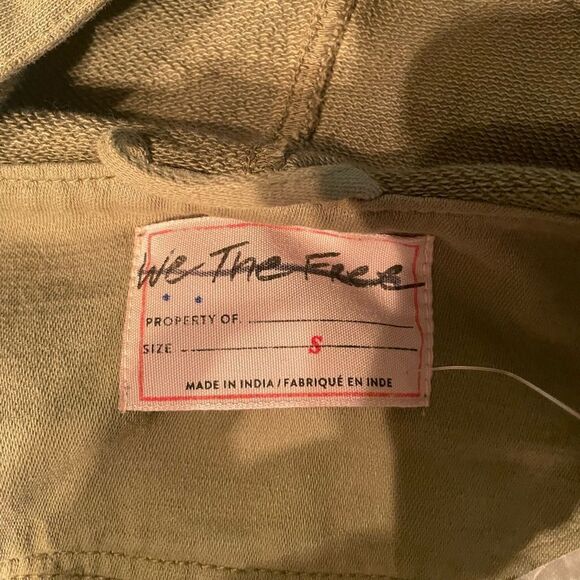 We The Free
PROPERTY OF
SIZE S
MADE IN INDIA / FABRIQUÉ EN INDE